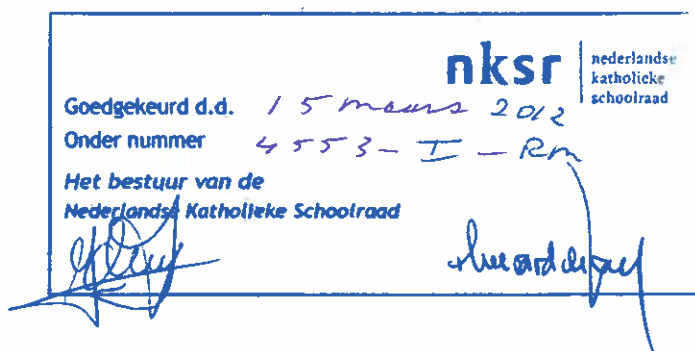 nksr
nederlandse
katholieke
schoolraad
Goedgekeurd d.d. 15 maart 2012
Onder nummer 4553-I-Rm
Het bestuur van de
Nederlandse Katholieke Schoolraad